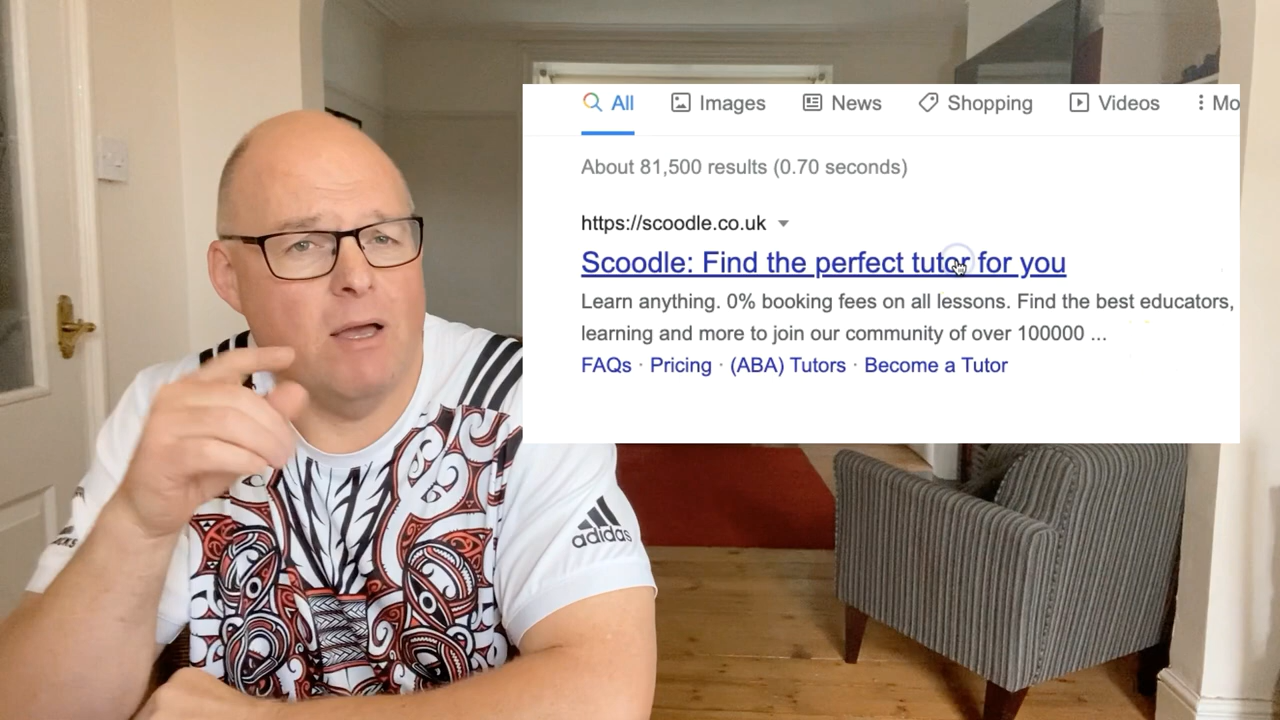 All Images News Shopping Videos Mo
About 81,500 results (0.70 seconds)
https://scoodle.co.uk
Scoodle: Find the perfect tutor for you
Learn anything. 0% booking fees on all lessons. Find the best educators,
learning and more to join our community of over 100000 ...
FAQs · Pricing · (ABA) Tutors · Become a Tutor
adidas